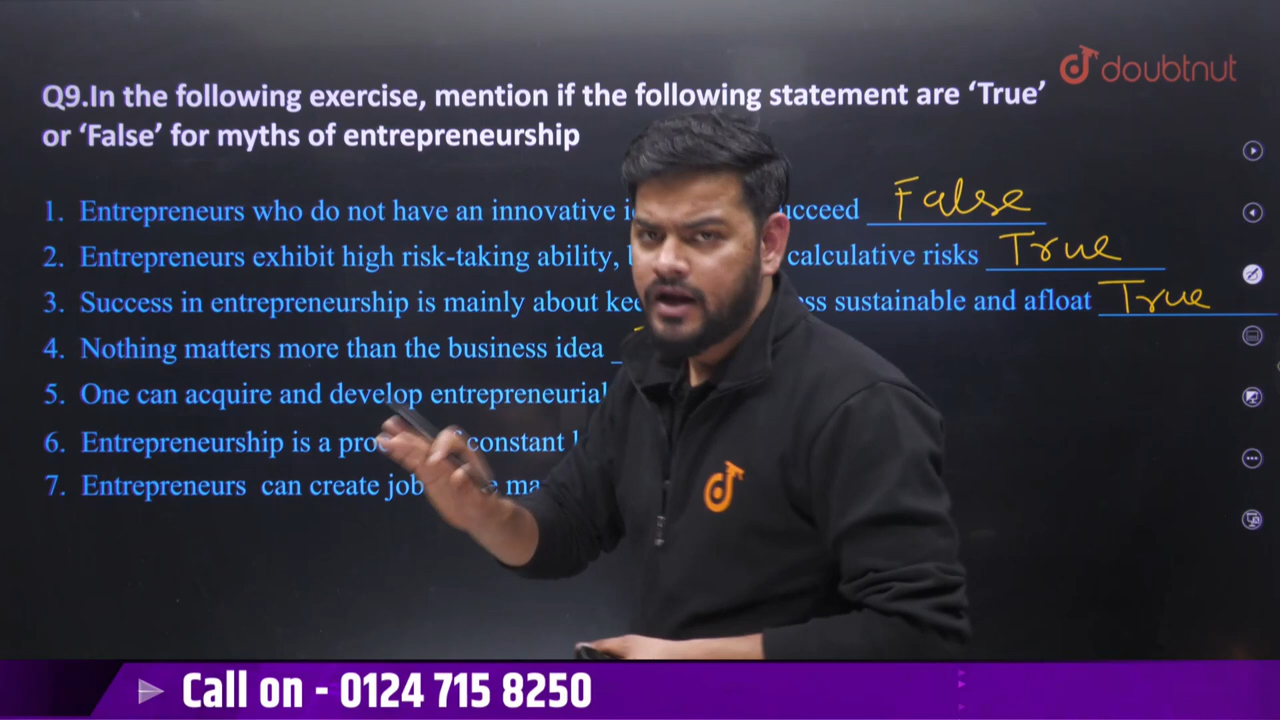 doubtnut
Q9.In the following exercise, mention if the following statement are ‘True’
or ‘False’ for myths of entrepreneurship
1. Entrepreneurs who do not have an innovative ucceed False
2. Entrepreneurs exhibit high risk-taking ability, calculative risks True
3. Success in entrepreneurship is mainly about ss sustainable and afloat True
4. Nothing matters more than the business idea
5. One can acquire and develop entrepreneurial
6. Entrepreneurship is a constant
7. Entrepreneurs can create job
Call on - 0124 715 8250